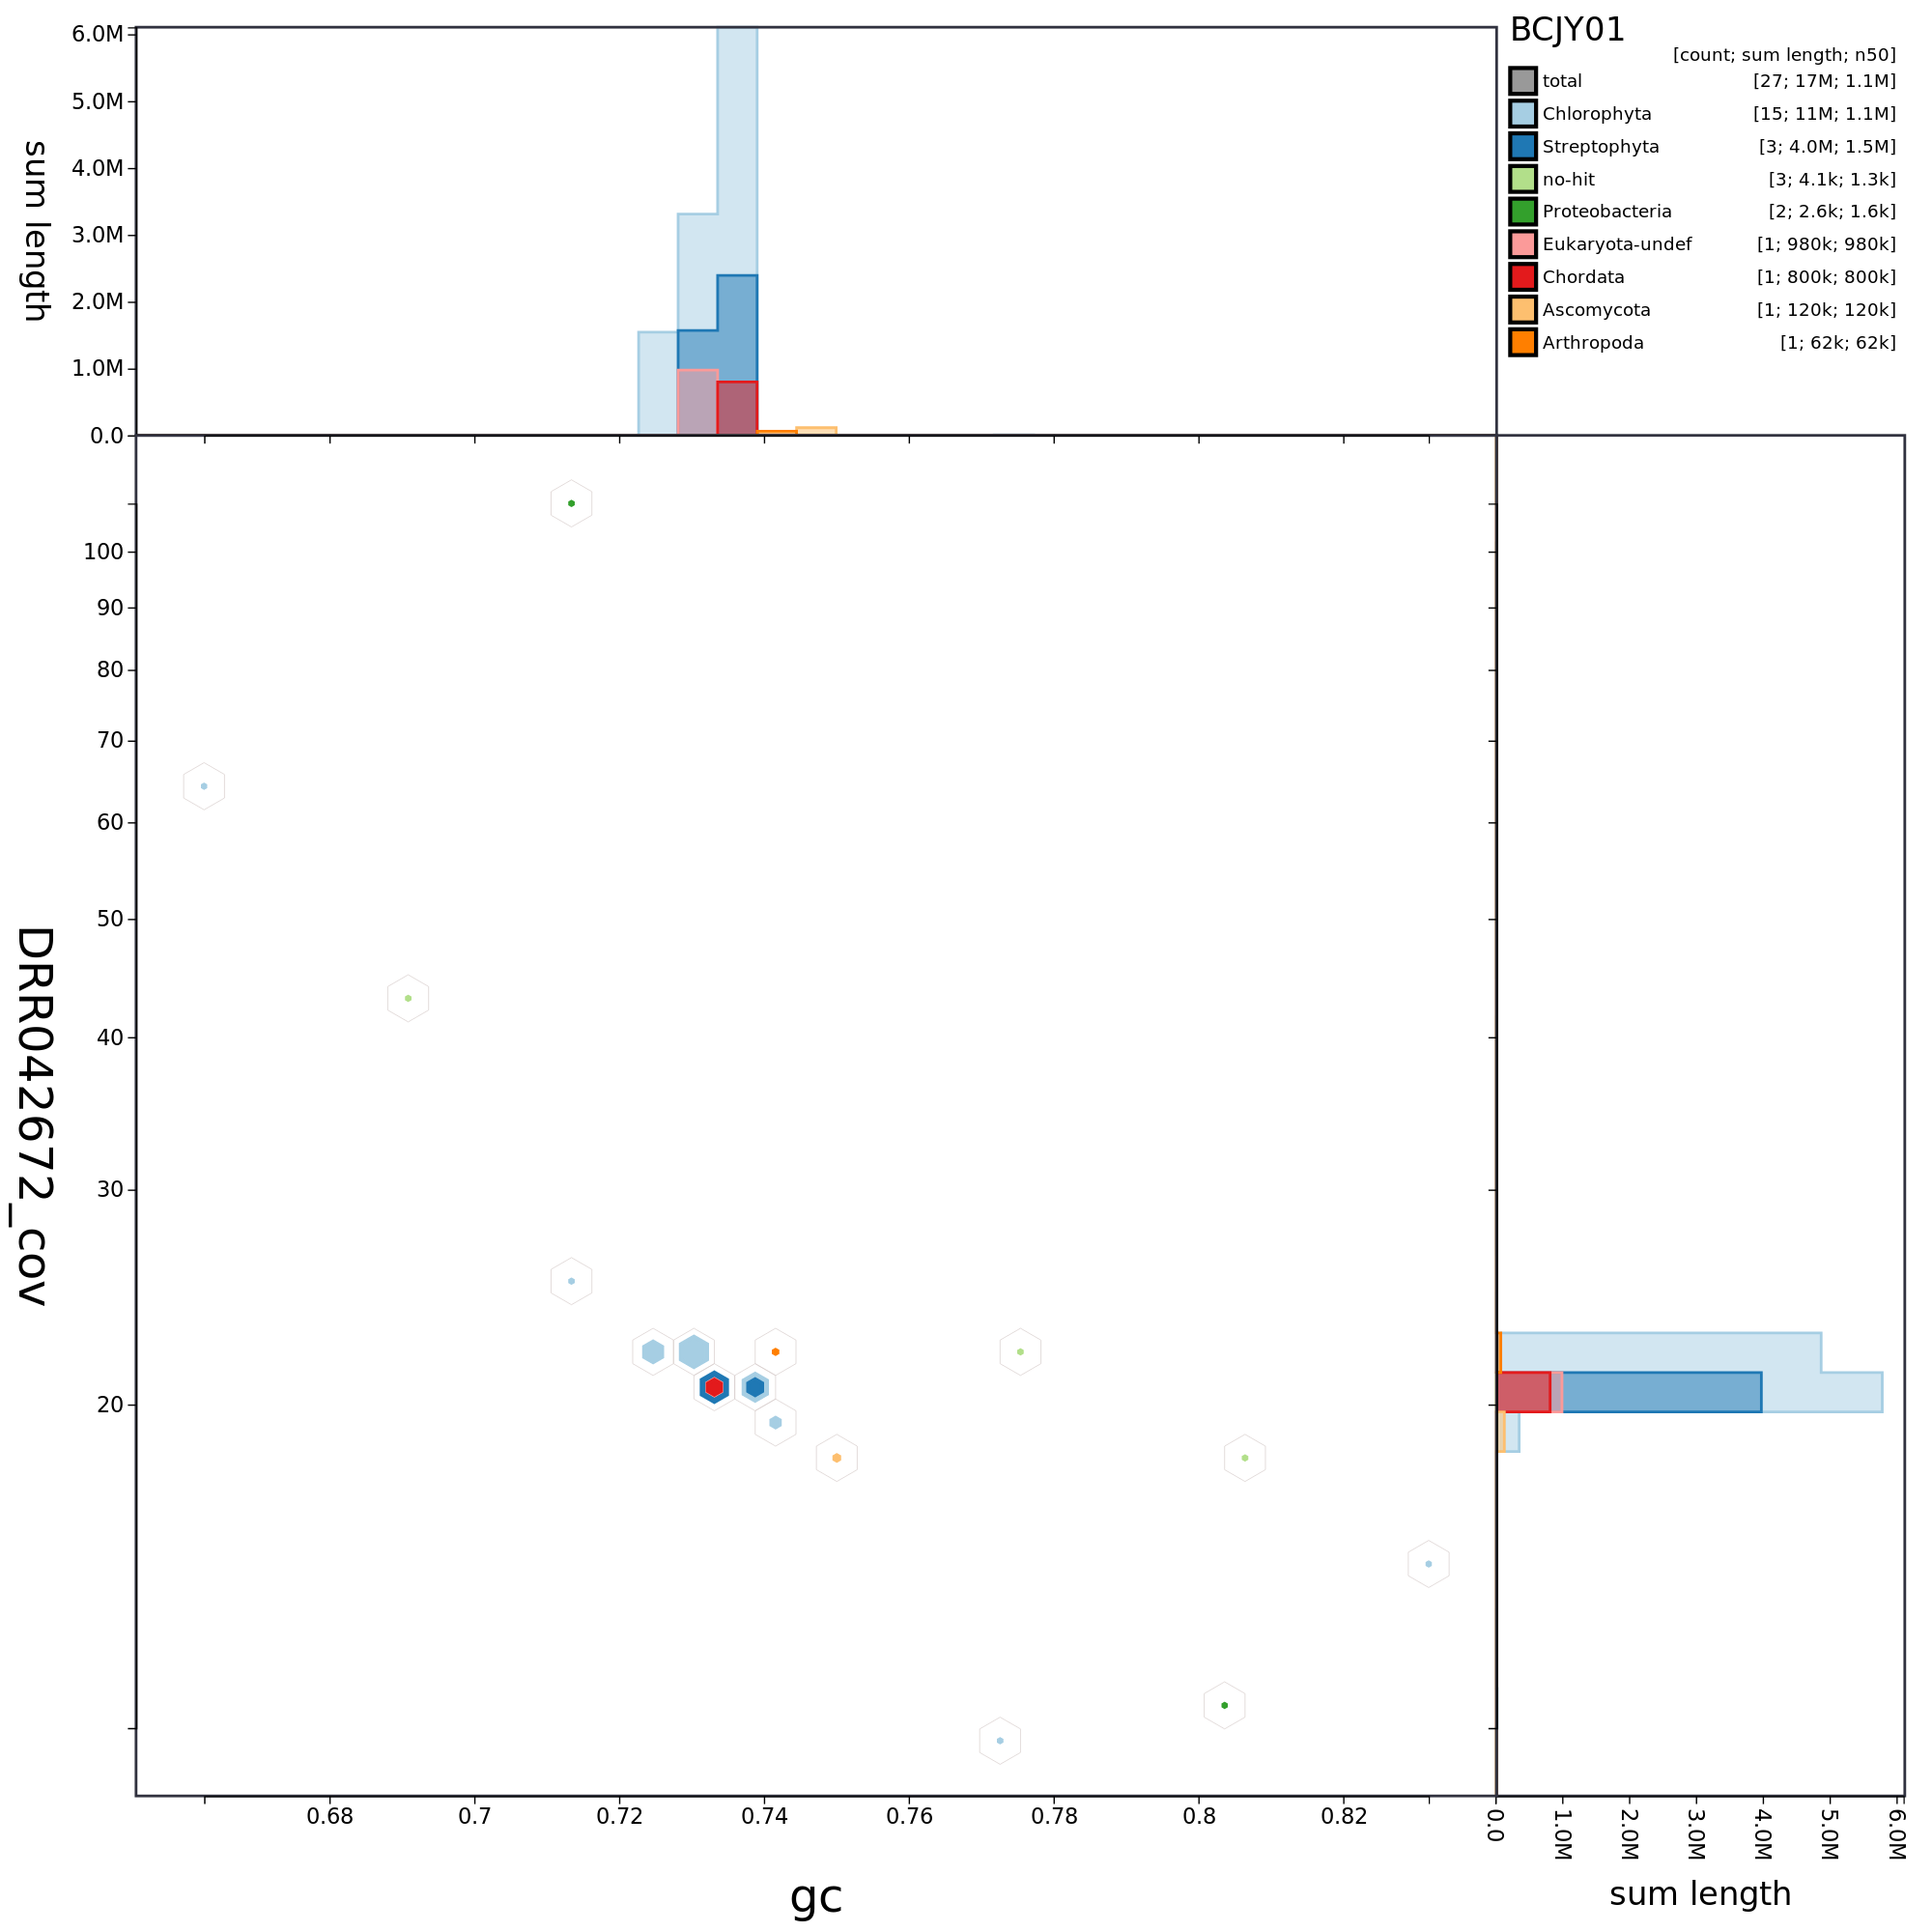 BCJY01
[count; sum length; n50]
total [27; 17M; 1.1M]
Chlorophyta [15; 11M; 1.1M]
Streptophyta [3; 4.0M; 1.5M]
no-hit [3; 4.1k; 1.3k]
Proteobacteria [2; 2.6k; 1.6k]
Eukaryota-undef [1; 980k; 980k]
Chordata [1; 800k; 800k]
Ascomycota [1; 120k; 120k]
Arthropoda [1; 62k; 62k]
sum length
6.0M
5.0M
4.0M
3.0M
2.0M
1.0M
0.0
DRR042672_cov
100
90
80
70
60
50
40
30
20
0.68 0.7 0.72 0.74 0.76 0.78 0.8 0.82
gc
0.0 1.0M 2.0M 3.0M 4.0M 5.0M 6.0M
sum length